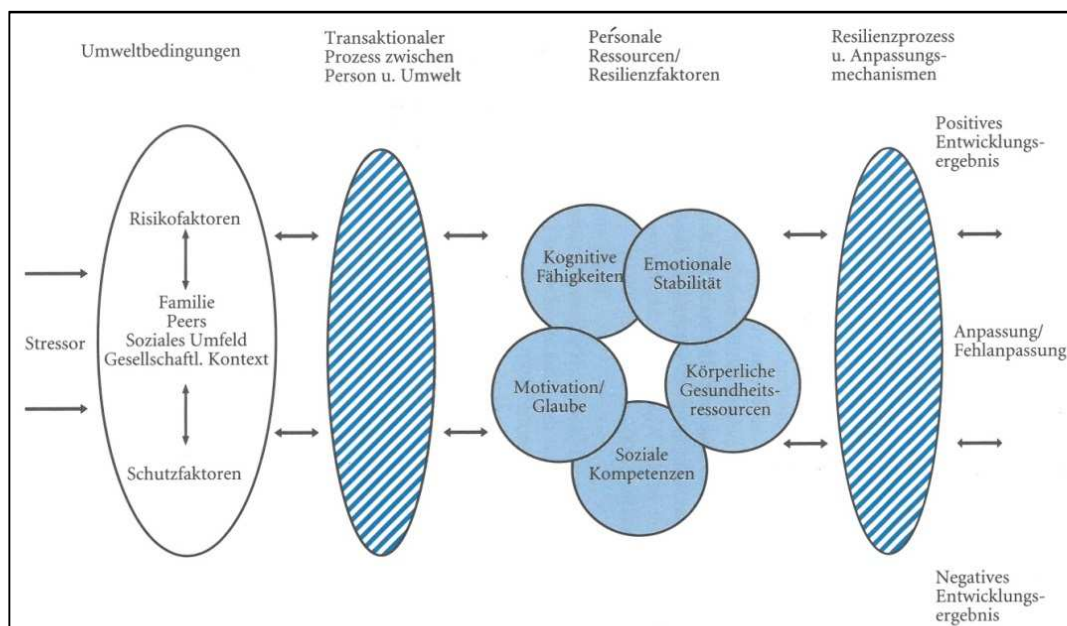 Umweltbedingungen
Transaktionaler
Prozess zwischen
Person u. Umwelt
Personale
Ressourcen/
Resilienzfaktoren
Resilienzprozess
u. Anpassungs-
mechanismen
Stressor
Risikofaktoren
Familie
Peers
Soziales Umfeld
Gesellschaftl. Kontext
Schutzfaktoren
Kognitive
Fähigkeiten
Emotionale
Stabilität
Motivation/
Glaube
Körperliche
Gesundheits-
ressourcen
Soziale
Kompetenzen
Positives
Entwicklungs-
ergebnis
Anpassung/
Fehlanpassung
Negatives
Entwicklungs-
ergebnis